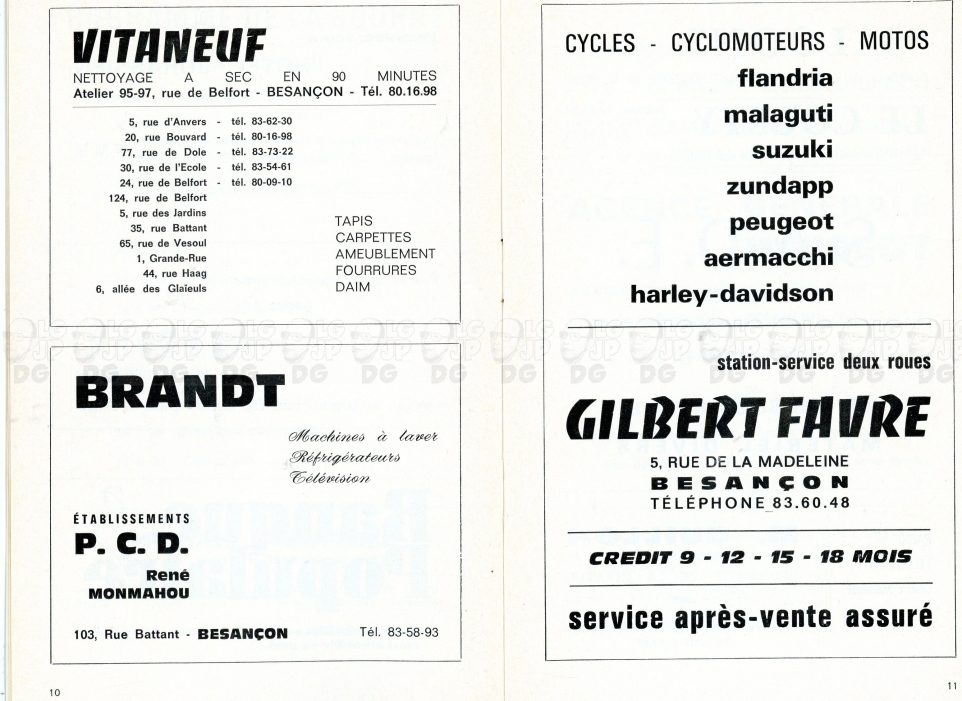 VITANEUF
NETTOYAGE A SEC EN 90 MINUTES
Atelier 95-97, rue de Belfort - BESANÇON - Tél. 80.16.98
5, rue d'Anvers - tél. 83-62-30
20, rue Bouvard - tél. 80-16-98
77, rue de Dole - tél. 83-73-22
30, rue de l'Ecole - tél. 83-54-61
24, rue de Belfort - tél. 80-09-10
124, rue de Belfort
5, rue des Jardins
35, rue Battant
65, rue de Vesoul
1, Grande-Rue
44, rue Haag
6, allée des Glaïeuls
TAPIS
CARPETTES
AMEUBLEMENT
FOURRURES
DAIM
BRANDT
Machines à laver
Réfrigérateurs
Télévision
ÉTABLISSEMENTS
P. C. D.
René
MONMAHOU
103, Rue Battant - BESANÇON Tél. 83-58-93
10
CYCLES - CYCLOMOTEURS - MOTOS
flandria
malaguti
suzuki
zundapp
peugeot
aermacchi
harley-davidson
station-service deux roues
GILBERT FAVRE
5, RUE DE LA MADELEINE
BESANÇON
TÉLÉPHONE 83.60.48
CREDIT 9 - 12 - 15 - 18 MOIS
service après-vente assuré
11